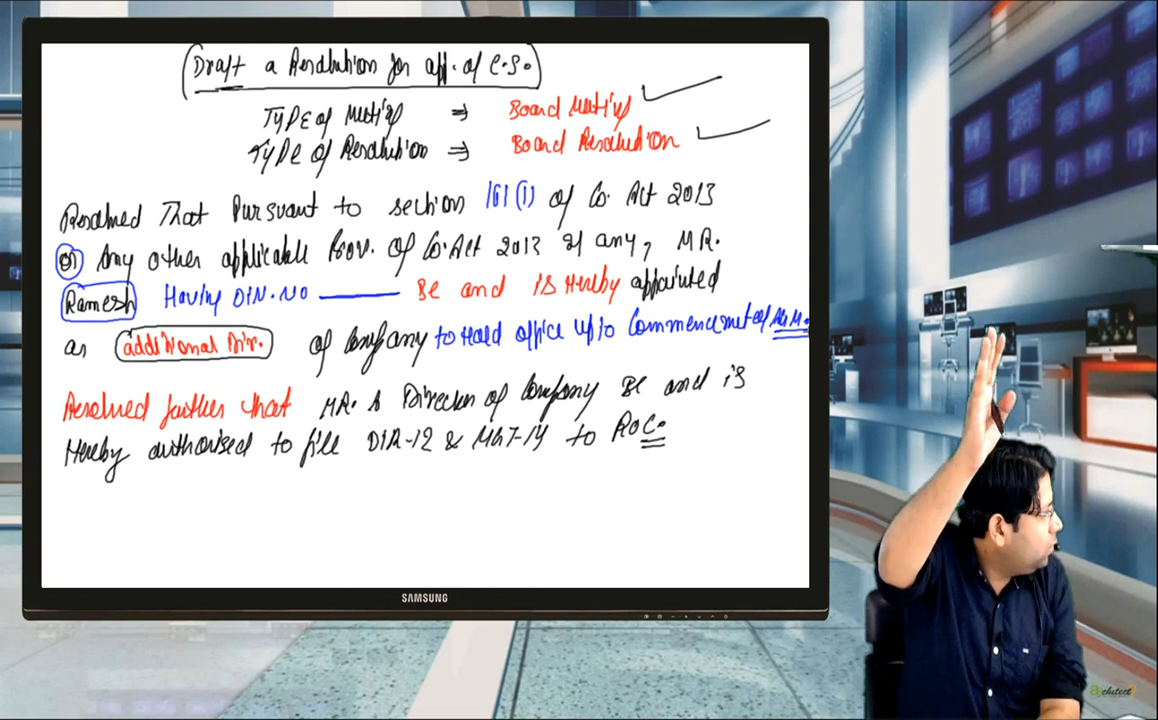 Draft a Resolution for app. of C.S.
TYPE of Meeting ⇒ Board Meeting
TYPE of Resolution ⇒ Board Resolution
Resolved That Pursuant to section 161(1) of Co. Act 2013
or Any other applicable Prov. of Co. Act 2013 if any, MR.
Ramesh Having DIN. NO ______ Be and is Hereby appointed
as additional Dir. of Company to Hold office up to Commencement of AGM.
Resolved further that MR. A Director of Company Be and is
Hereby authorised to file DIR-12 & MGT-14 to ROC.
SAMSUNG